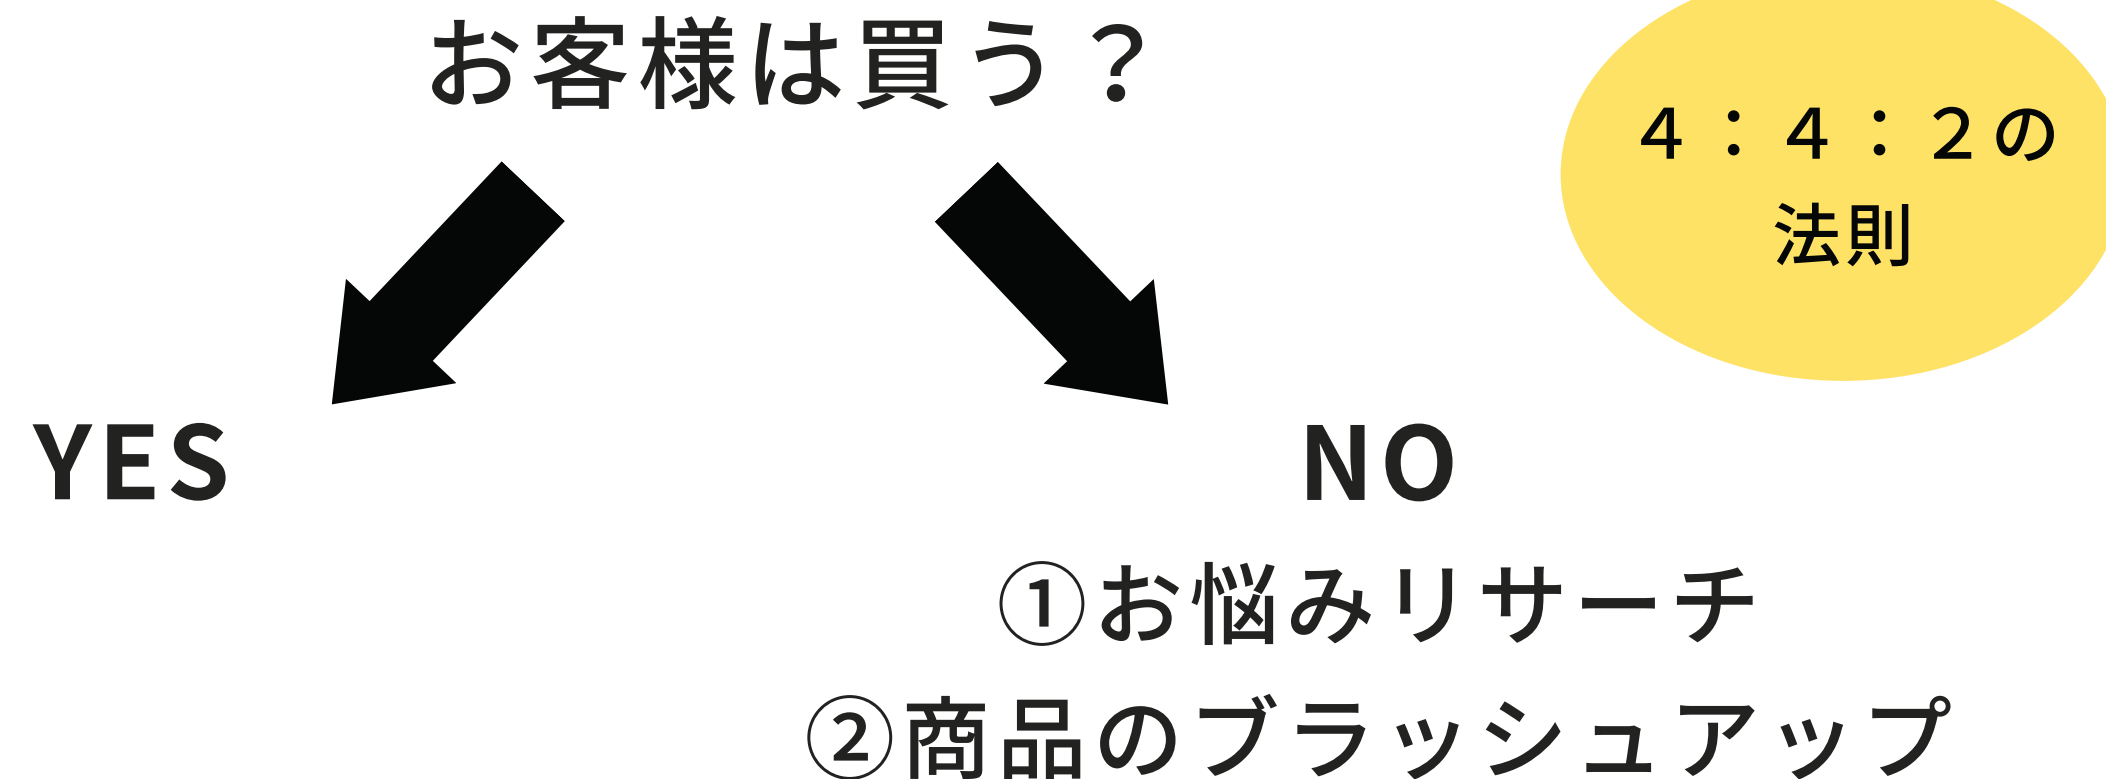 お客様は買う？
４：４：２の
法則
YES
NO
①お悩みリサーチ
②商品のブラッシュアップ